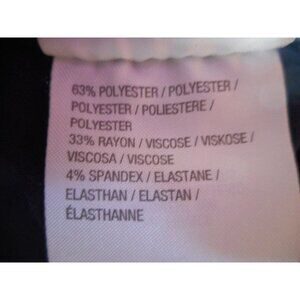 63% POLYESTER / POLYESTER /
POLYESTER / POLIESTERE /
POLYESTER
33% RAYON / VISCOSE / VISKOSE /
VISCOSA / VISCOSE
4% SPANDEX / ELASTANE /
ELASTHAN / ELASTAN /
ÉLASTHANNE